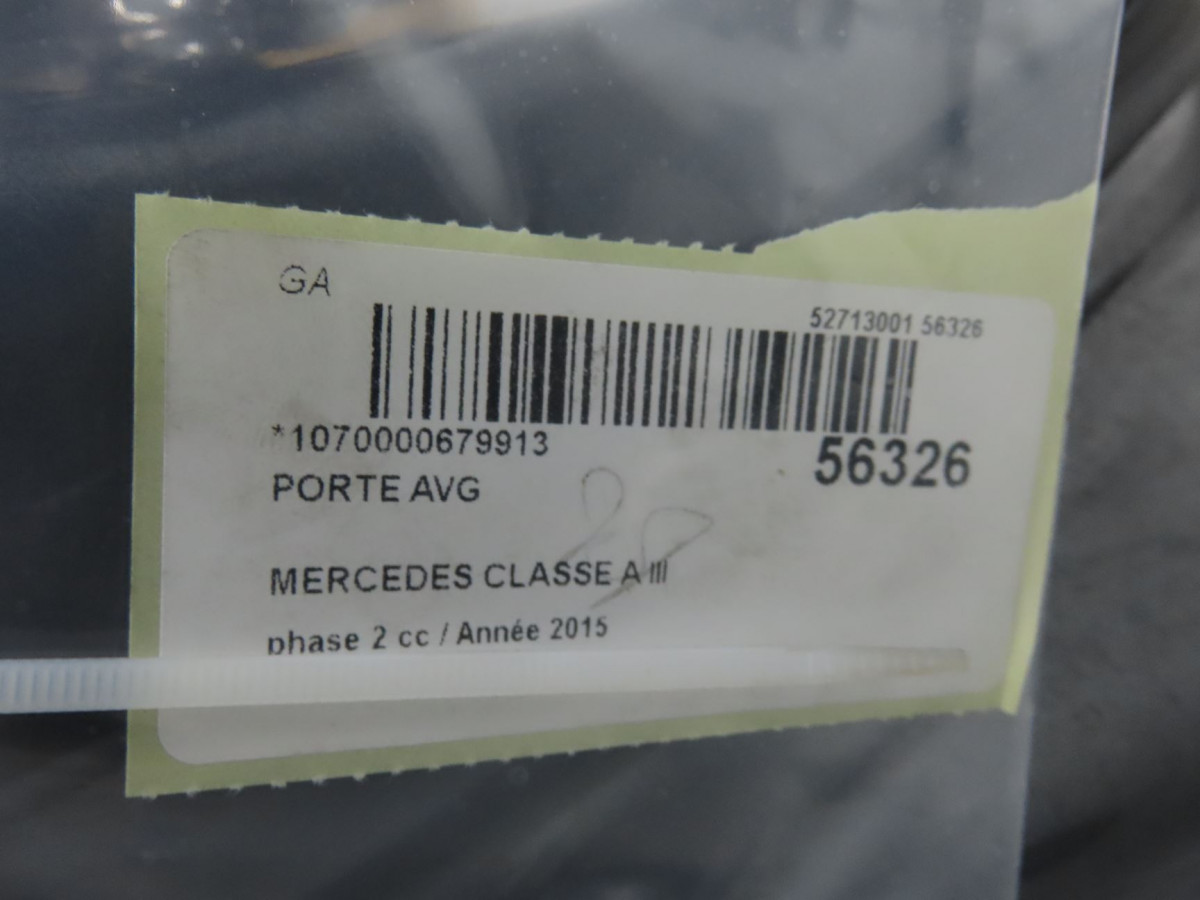 GA
52713001 56326
*1070000679913
56326
PORTE AVG
MERCEDES CLASSE A III
phase 2 cc / Année 2015